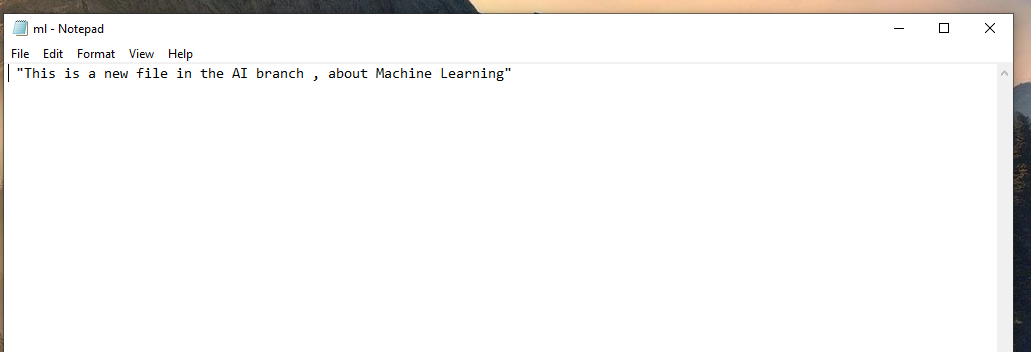 ml - Notepad
File Edit Format View Help
"This is a new file in the AI branch , about Machine Learning"